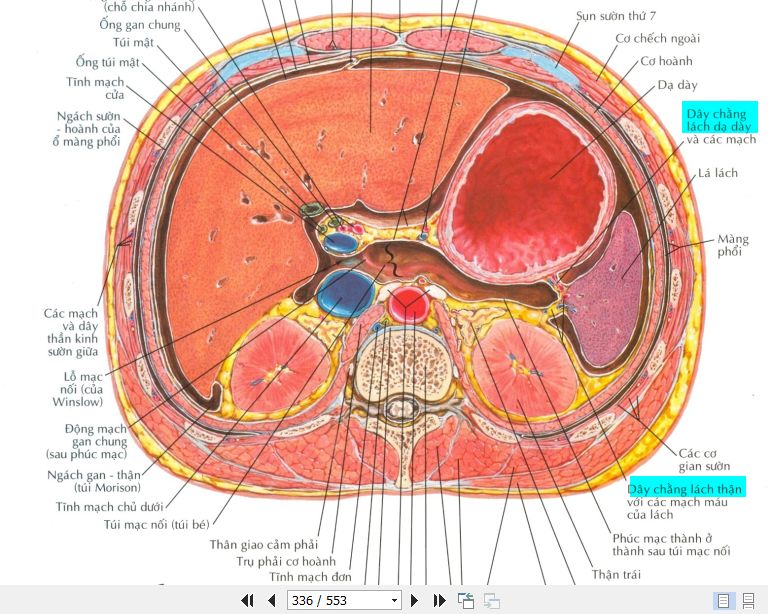 (chỗ chia nhánh)
Ống gan chung
Túi mật
Ống túi mật
Tĩnh mạch
cửa
Ngách sườn
- hoành của
ổ màng phổi
Các mạch
và dây
thần kinh
sườn giữa
Lỗ mạc
nối (của
Winslow)
Động mạch
gan chung
(sau phúc mạc)
Ngách gan - thận
(túi Morison)
Tĩnh mạch chủ dưới
Túi mạc nối (túi bé)
Thân giao cảm phải
Trụ phải cơ hoành
Tĩnh mạch đơn
Sụn sườn thứ 7
Cơ chếch ngoài
Cơ hoành
Dạ dày
Dây chằng
lách dạ dày
và các mạch
Lá lách
Màng
phổi
Các cơ
gian sườn
Dây chằng lách thận
với các mạch máu
của lách
Phúc mạc thành ở
thành sau túi mạc nối
Thận trái
336 / 553